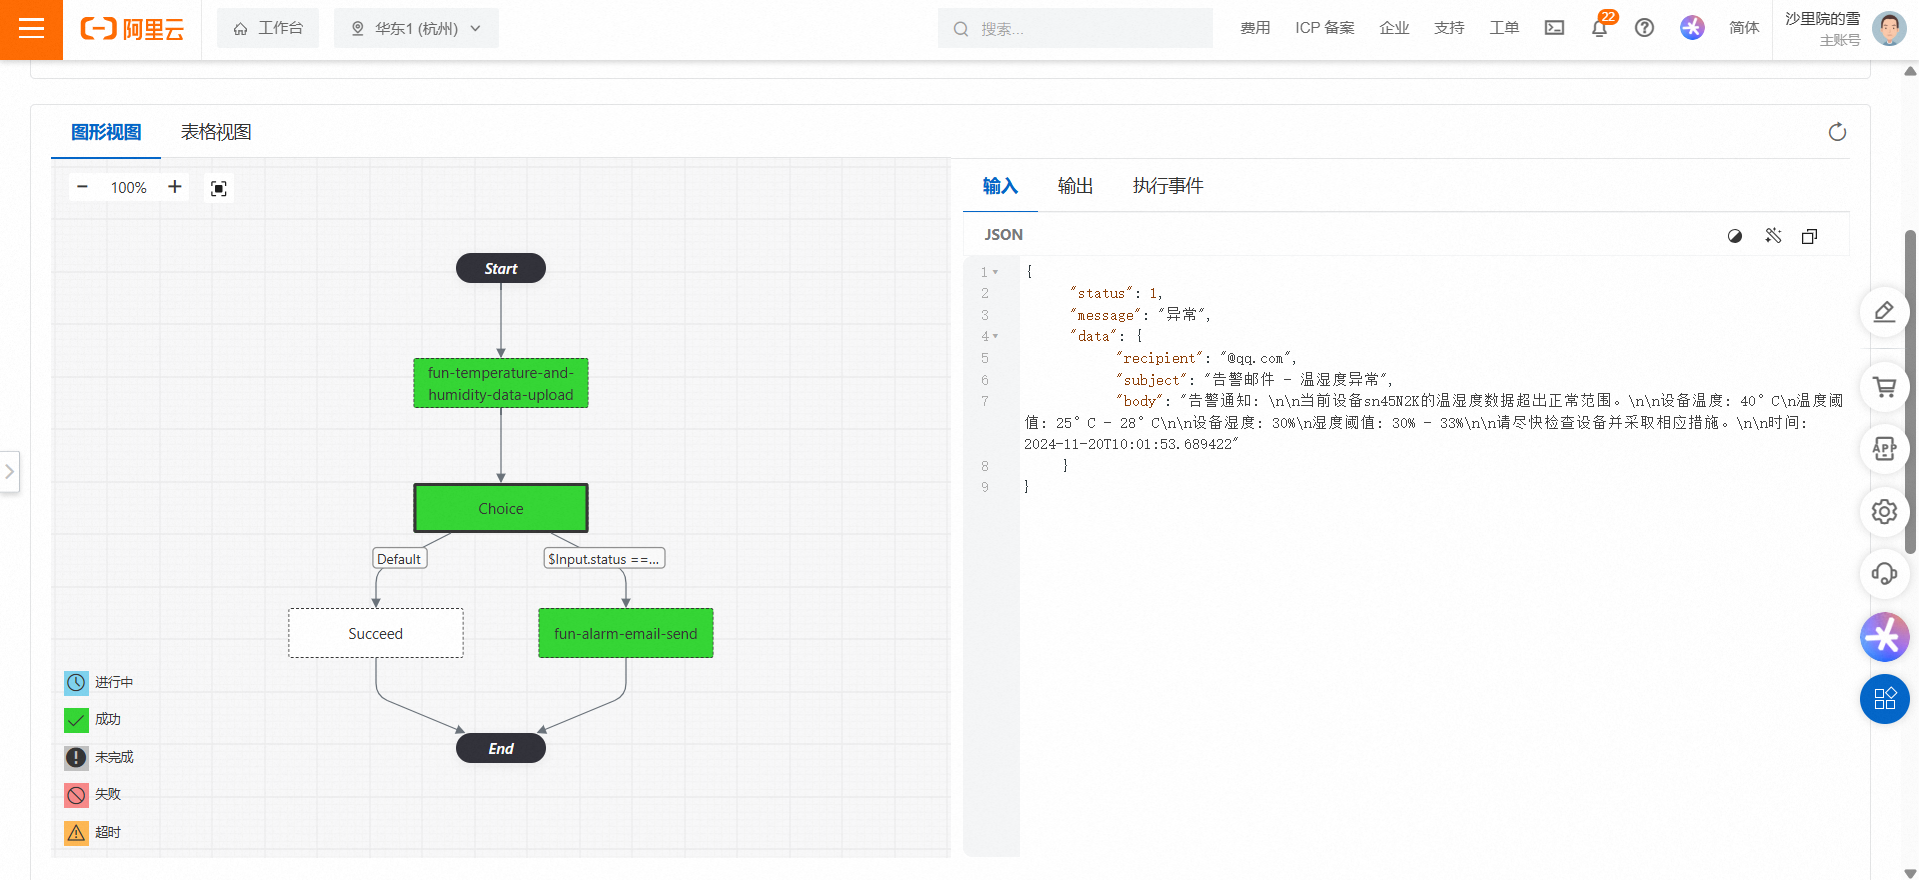 阿里云
工作台
华东1 (杭州)
搜索...
费用
ICP 备案
企业
支持
工单
22
简体
沙里院的雪
主账号
图形视图
表格视图
100%
Start
fun-temperature-and-
humidity-data-upload
Choice
Default
$Input.status ==...
Succeed
fun-alarm-email-send
End
进行中
成功
未完成
失败
超时
输入
输出
执行事件
JSON
1 {
2 "status": 1,
3 "message": "异常",
4 "data": {
5 "recipient": "@qq.com",
6 "subject": "告警邮件 - 温湿度异常",
7 "body": "告警通知: \n\n当前设备sn45N2K的温湿度数据超出正常范围。\n\n设备温度: 40°C\n温度阈
值: 25°C - 28°C\n\n设备湿度: 30%\n湿度阈值: 30% - 33%\n\n请尽快检查设备并采取相应措施。\n\n时间:
2024-11-20T10:01:53.689422"
8 }
9 }
APP